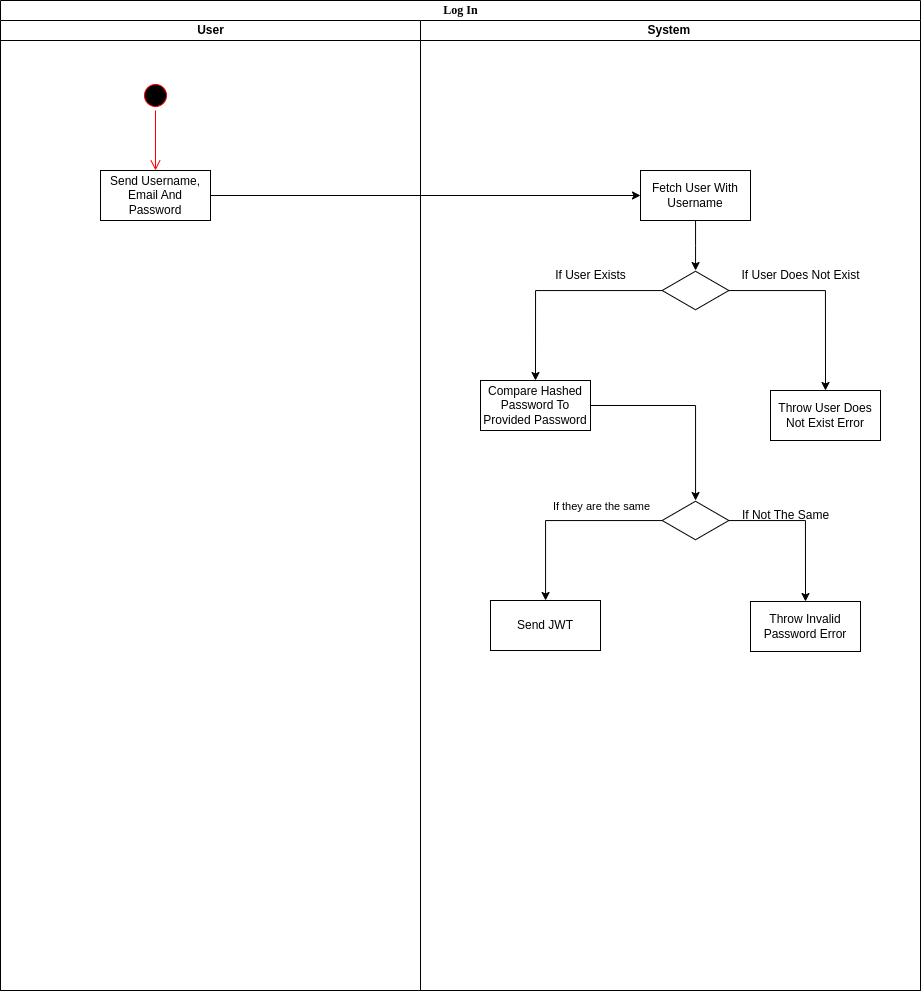 Log In
User
System
Send Username,
Email And
Password
Fetch User With
Username
If User Exists
If User Does Not Exist
Compare Hashed
Password To
Provided Password
Throw User Does
Not Exist Error
If they are the same
If Not The Same
Send JWT
Throw Invalid
Password Error